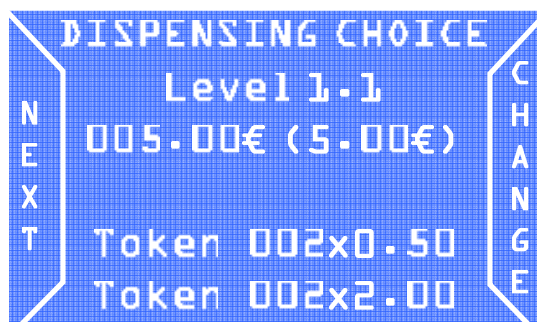 DISPENSING CHOICE
Level 1.1
005.00€ (5.00€)
Token 002x0.50
Token 002x2.00
NEXT
CHANGE